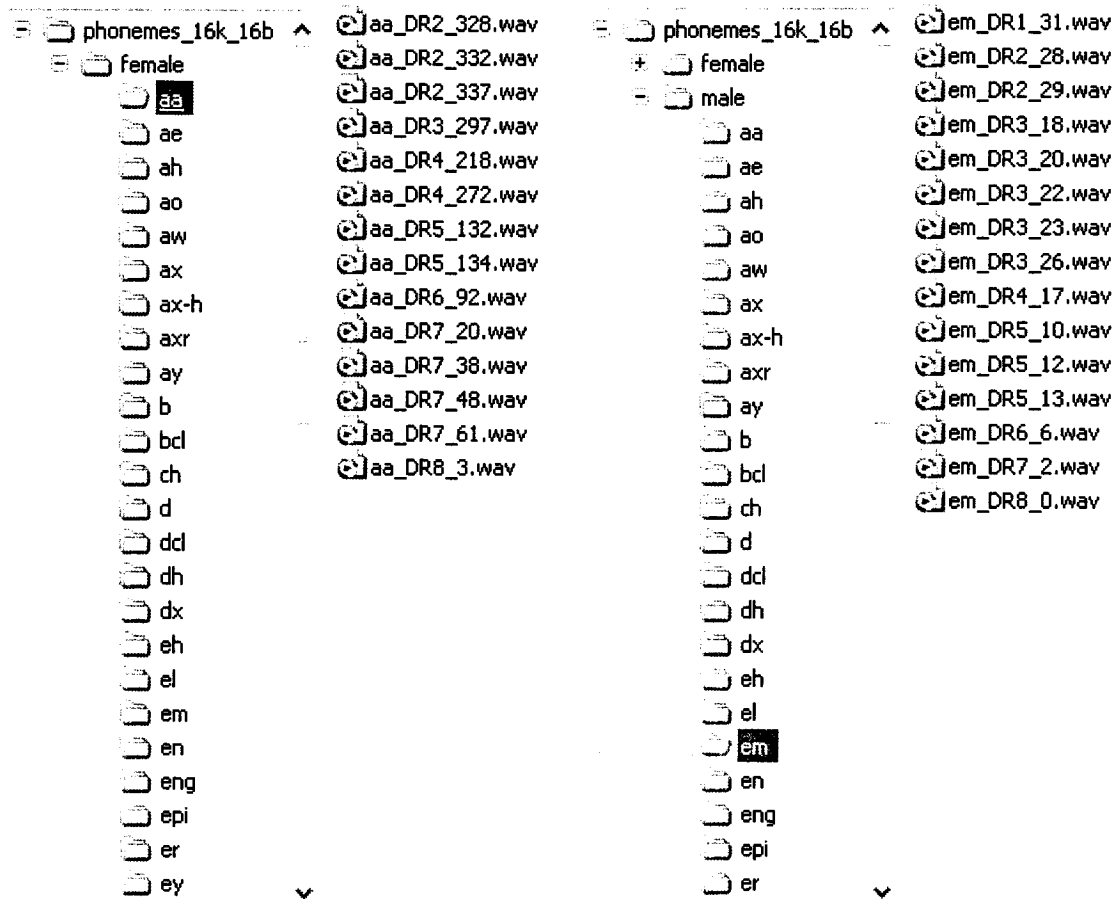 phonemes_16k_16b
female
aa
ae
ah
ao
aw
ax
ax-h
axr
ay
b
bcl
ch
d
dcl
dh
dx
eh
el
em
en
eng
epi
er
ey
aa_DR2_328.wav
aa_DR2_332.wav
aa_DR2_337.wav
aa_DR3_297.wav
aa_DR4_218.wav
aa_DR4_272.wav
aa_DR5_132.wav
aa_DR5_134.wav
aa_DR6_92.wav
aa_DR7_20.wav
aa_DR7_38.wav
aa_DR7_48.wav
aa_DR7_61.wav
aa_DR8_3.wav
phonemes_16k_16b
female
male
aa
ae
ah
ao
aw
ax
ax-h
axr
ay
b
bcl
ch
d
dcl
dh
dx
eh
el
em
en
eng
epi
er
em_DR1_31.wav
em_DR2_28.wav
em_DR2_29.wav
em_DR3_18.wav
em_DR3_20.wav
em_DR3_22.wav
em_DR3_23.wav
em_DR3_26.wav
em_DR4_17.wav
em_DR5_10.wav
em_DR5_12.wav
em_DR5_13.wav
em_DR6_6.wav
em_DR7_2.wav
em_DR8_0.wav